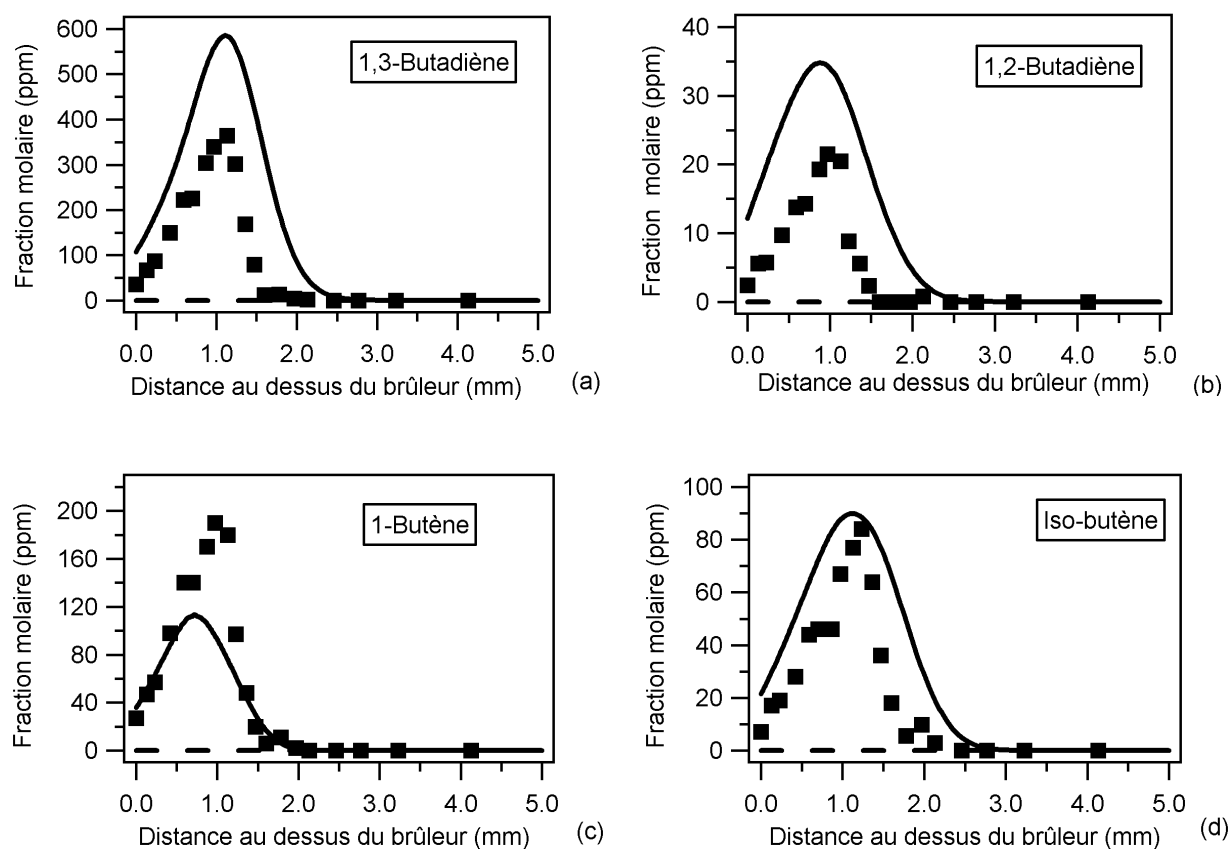 1,3-Butadiène
Fraction molaire (ppm)
600
500
400
300
200
100
0
0.0 1.0 2.0 3.0 4.0 5.0
Distance au dessus du brûleur (mm)
(a)
1,2-Butadiène
Fraction molaire (ppm)
40
30
20
10
0
0.0 1.0 2.0 3.0 4.0 5.0
Distance au dessus du brûleur (mm)
(b)
1-Butène
Fraction molaire (ppm)
200
160
120
80
40
0
0.0 1.0 2.0 3.0 4.0 5.0
Distance au dessus du brûleur (mm)
(c)
Iso-butène
Fraction molaire (ppm)
100
80
60
40
20
0
0.0 1.0 2.0 3.0 4.0 5.0
Distance au dessus du brûleur (mm)
(d)